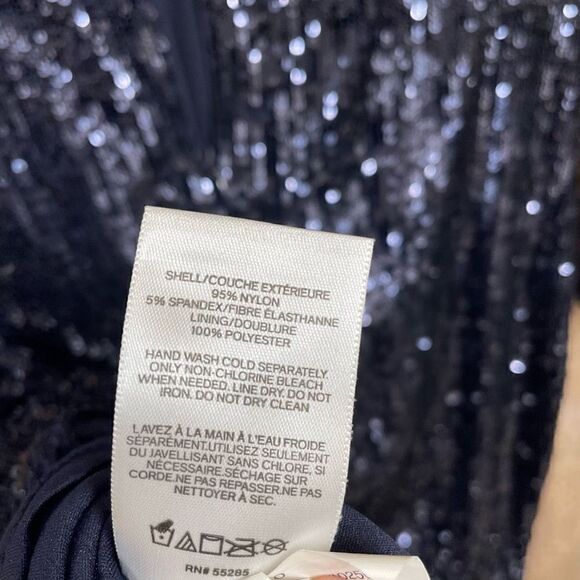 SHELL/COUCHE EXTÉRIEURE
95% NYLON
5% SPANDEX/FIBRE ÉLASTHANNE
LINING/DOUBLURE
100% POLYESTER
HAND WASH COLD SEPARATELY
ONLY NON-CHLORINE BLEACH
WHEN NEEDED. LINE DRY. DO NOT
IRON. DO NOT DRY CLEAN
LAVEZ À LA MAIN À L'EAU FROIDE
SÉPARÉMENT.UTILISEZ SEULEMENT
DU JAVELLISANT SANS CHLORE, SI
NÉCESSAIRE.SÉCHAGE SUR
CORDE.NE PAS REPASSER.NE PAS
NETTOYER À SEC.
RN# 55285